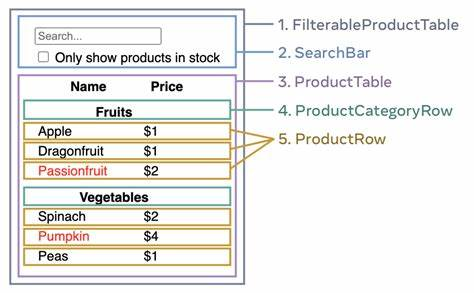 Search...
Only show products in stock
Name Price
Fruits
Apple $1
Dragonfruit $1
Passionfruit $2
Vegetables
Spinach $2
Pumpkin $4
Peas $1
1. FilterableProductTable
2. SearchBar
3. ProductTable
4. ProductCategoryRow
5. ProductRow